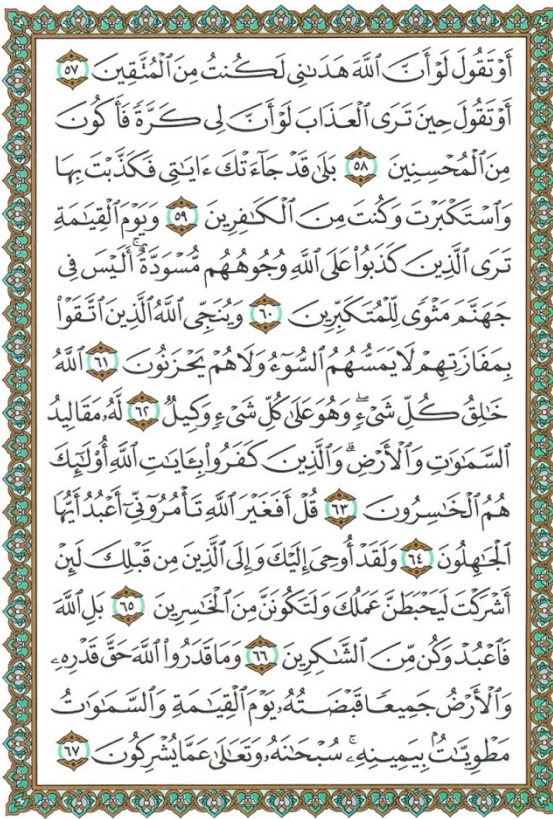 أَوْ تَقُولَ لَوْ أَنَّ ٱللَّهَ هَدَىٰنِى لَكُنتُ مِنَ ٱلْمُتَّقِينَ ٥٧
أَوْ تَقُولَ حِينَ تَرَى ٱلْعَذَابَ لَوْ أَنَّ لِى كَرَّةً فَأَكُونَ
مِنَ ٱلْمُحْسِنِينَ ٥٨ بَلَىٰ قَدْ جَآءَتْكَ ءَايَٰتِى فَكَذَّبْتَ بِهَا
وَٱسْتَكْبَرْتَ وَكُنتَ مِنَ ٱلْكَٰفِرِينَ ٥٩ وَيَوْمَ ٱلْقِيَٰمَةِ
تَرَى ٱلَّذِينَ كَذَبُوا۟ عَلَى ٱللَّهِ وُجُوهُهُم مُّسْوَدَّةٌ ۚ أَلَيْسَ فِى
جَهَنَّمَ مَثْوًى لِّلْمُتَكَبِّرِينَ ٦٠ وَيُنَجِّى ٱللَّهُ ٱلَّذِينَ ٱتَّقَوْا۟
بِمَفَازَتِهِمْ لَا يَمَسُّهُمُ ٱلسُّوٓءُ وَلَا هُمْ يَحْزَنُونَ ٦١ ٱللَّهُ
خَٰلِقُ كُلِّ شَىْءٍ ۖ وَهُوَ عَلَىٰ كُلِّ شَىْءٍ وَكِيلٌ ٦٢ لَّهُۥ مَقَالِيدُ
ٱلسَّمَٰوَٰتِ وَٱلْأَرْضِ ۗ وَٱلَّذِينَ كَفَرُوا۟ بِـَٔايَٰتِ ٱللَّهِ أُو۟لَٰٓئِكَ
هُمُ ٱلْخَٰسِرُونَ ٦٣ قُلْ أَفَغَيْرَ ٱللَّهِ تَأْمُرُوٓنِّىٓ أَعْبُدُ أَيُّهَا
ٱلْجَٰهِلُونَ ٦٤ وَلَقَدْ أُوحِىَ إِلَيْكَ وَإِلَى ٱلَّذِينَ مِن قَبْلِكَ لَئِنْ
أَشْرَكْتَ لَيَحْبَطَنَّ عَمَلُكَ وَلَتَكُونَنَّ مِنَ ٱلْخَٰسِرِينَ ٦٥ بَلِ ٱللَّهَ
فَٱعْبُدْ وَكُن مِّنَ ٱلشَّٰكِرِينَ ٦٦ وَمَا قَدَرُوا۟ ٱللَّهَ حَقَّ قَدْرِهِۦ
وَٱلْأَرْضُ جَمِيعًا قَبْضَتُهُۥ يَوْمَ ٱلْقِيَٰمَةِ وَٱلسَّمَٰوَٰتُ
مَطْوِيَّٰتٌۢ بِيَمِينِهِۦ ۚ سُبْحَٰنَهُۥ وَتَعَٰلَىٰ عَمَّا يُشْرِكُونَ ٦٧